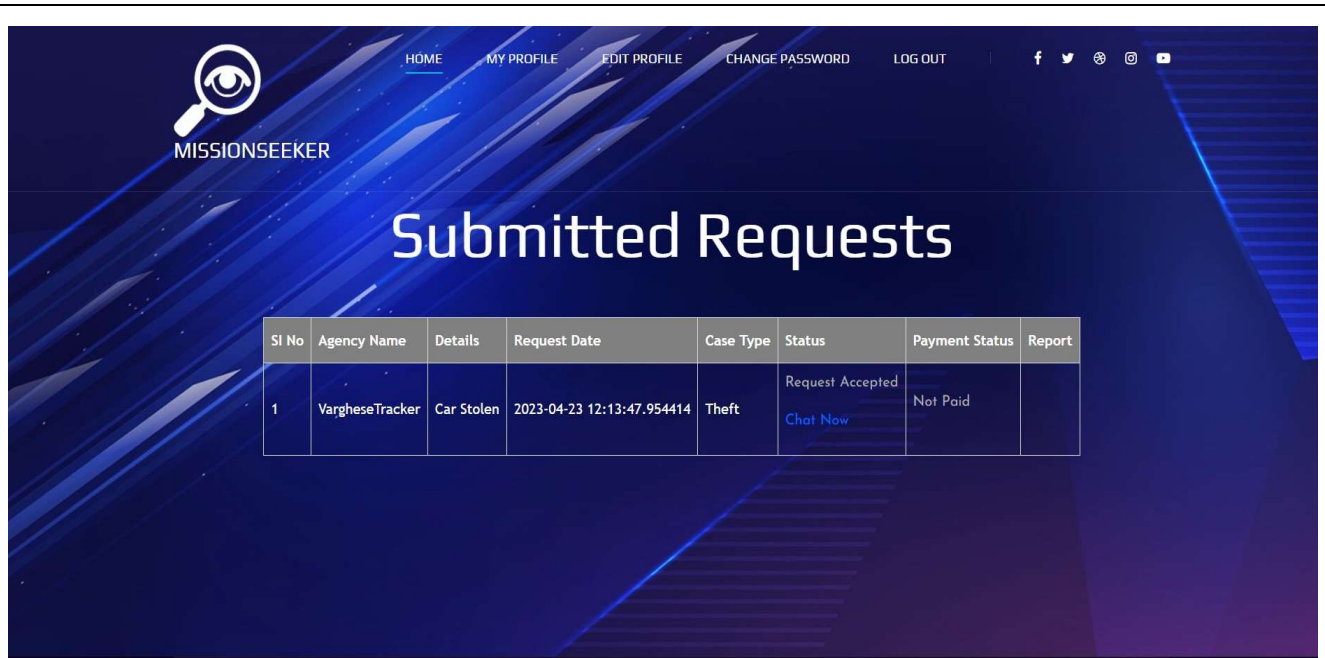 HOME MY PROFILE EDIT PROFILE CHANGE PASSWORD LOG OUT
MISSIONSEEKER
Submitted Requests
Sl No Agency Name Details Request Date Case Type Status Payment Status Report
1 VargheseTracker Car Stolen 2023-04-23 12:13:47.954414 Theft Request Accepted Not Paid
Chat Now